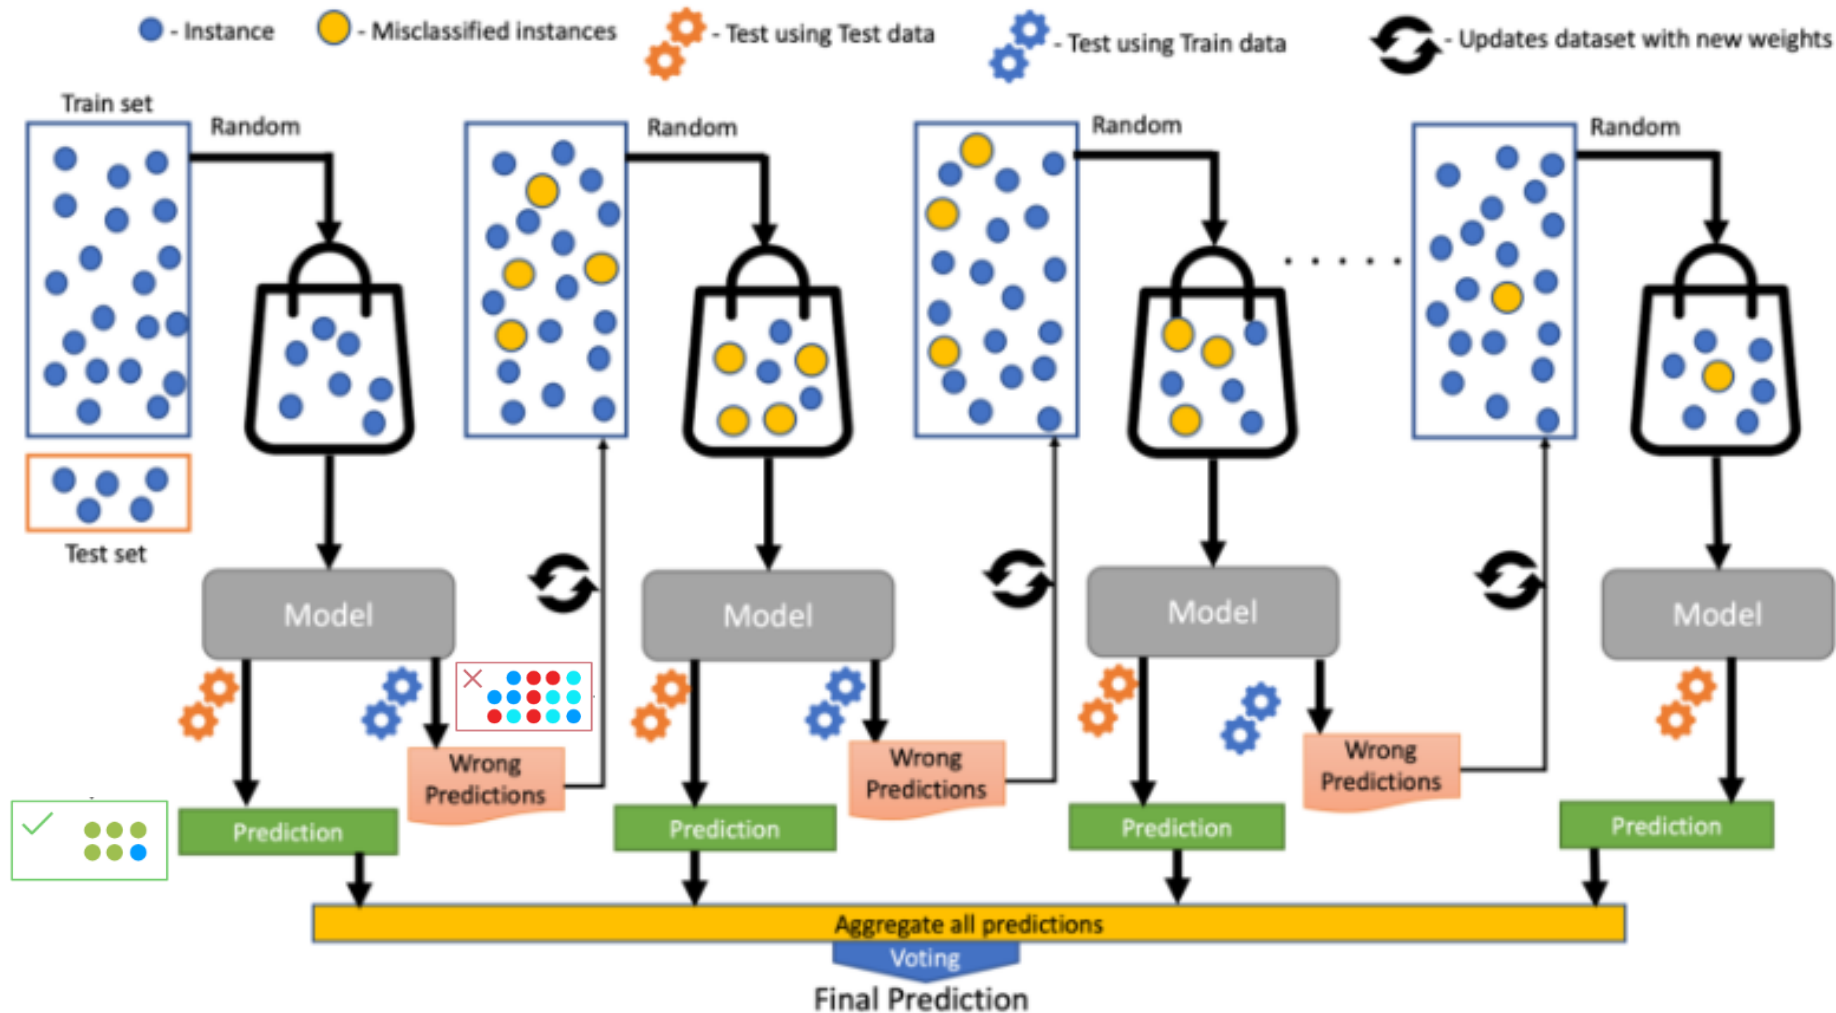 - Instance
- Misclassified instances
- Test using Test data
- Test using Train data
- Updates dataset with new weights
Train set
Random
Random
Random
Random
Test set
Model
Model
Model
Model
Wrong
Predictions
Wrong
Predictions
Wrong
Predictions
Prediction
Prediction
Prediction
Prediction
Aggregate all predictions
Voting
Final Prediction